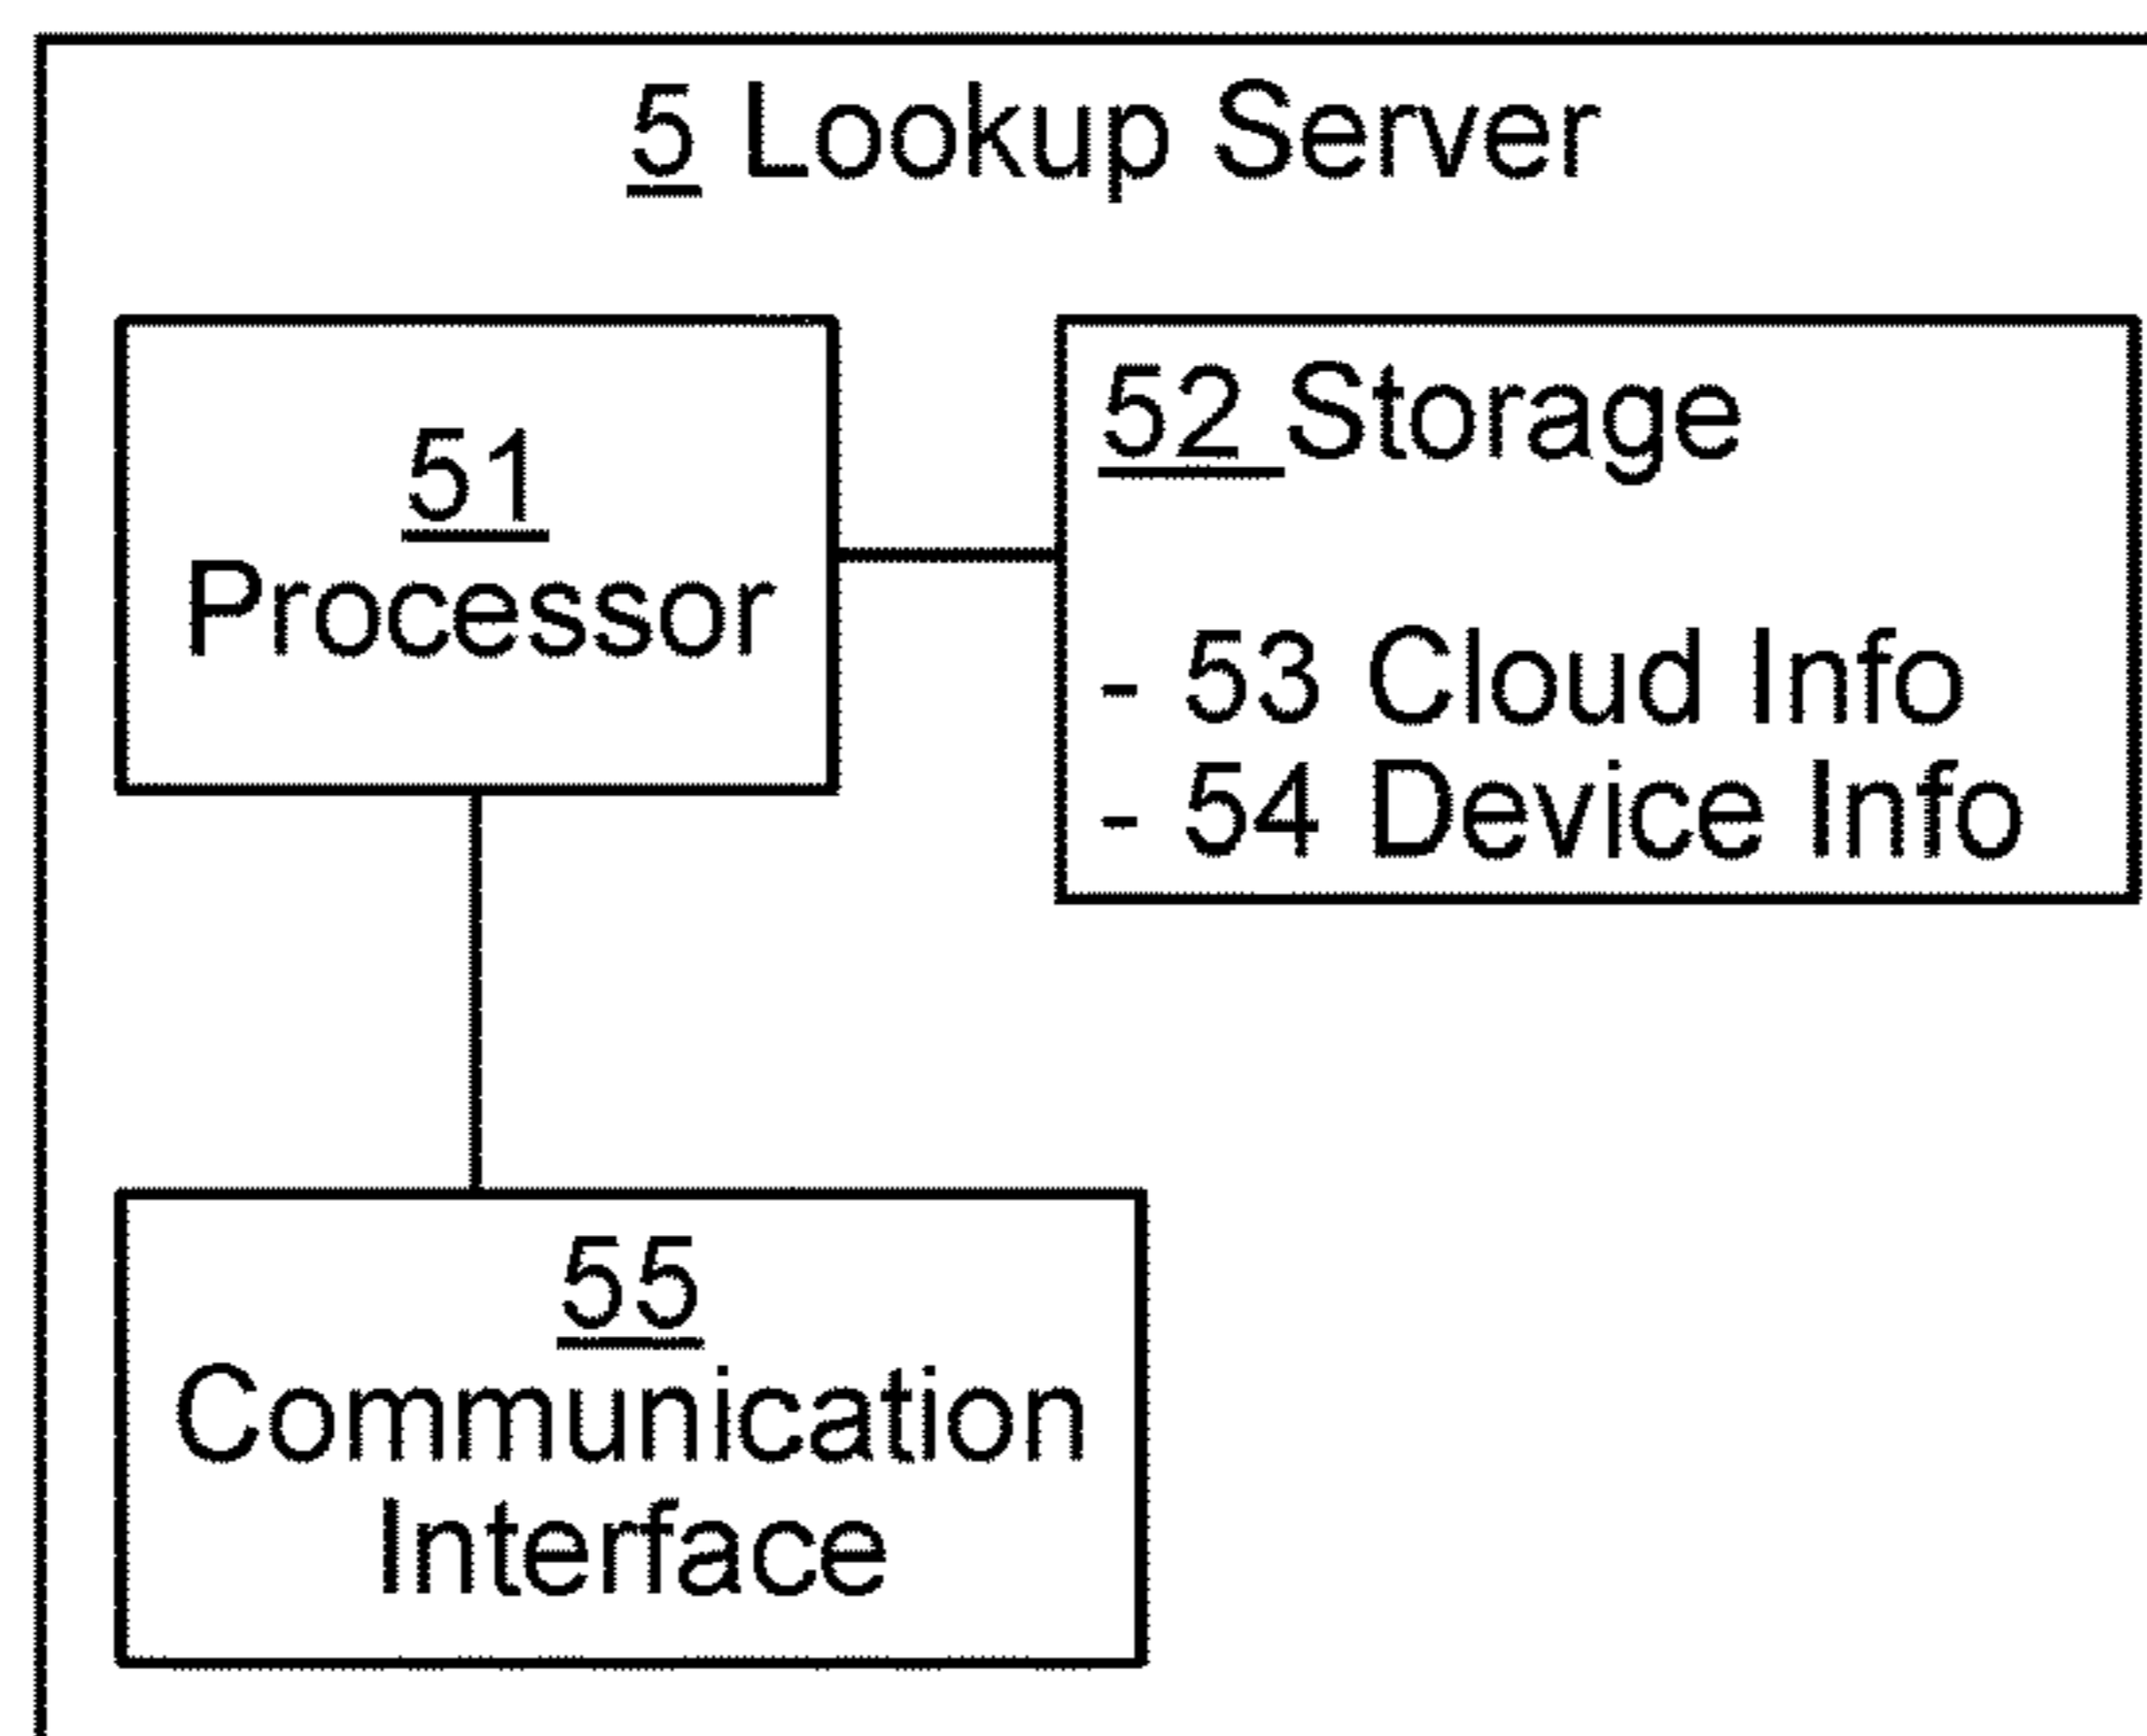 5 Lookup Server
51
Processor
52 Storage
- 53 Cloud Info
- 54 Device Info
55
Communication
Interface